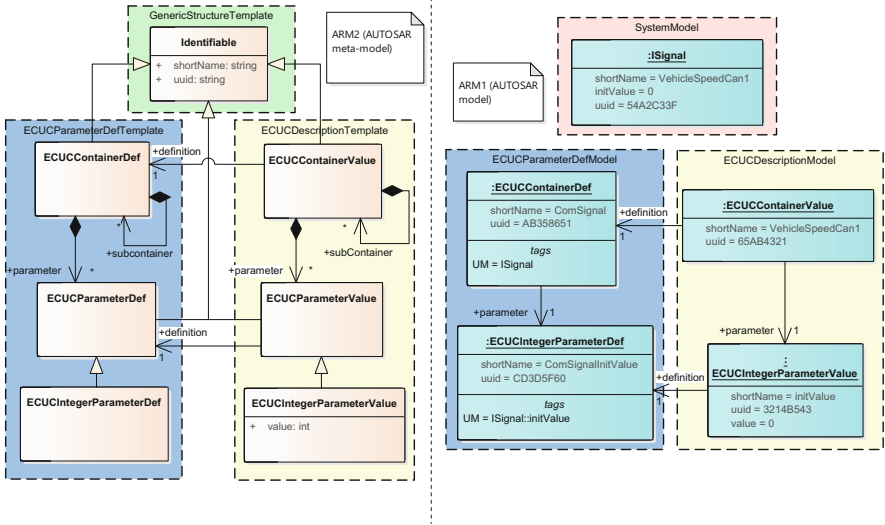 GenericStructureTemplate
Identifiable
+ shortName: string
+ uuid: string
ARM2 (AUTOSAR
meta-model)
ECUCParameterDefTemplate
ECUCContainerDef
+definition
1
*
+subcontainer
+parameter
*
ECUCParameterDef
ECUCIntegerParameterDef
ECUCDescriptionTemplate
ECUCContainerValue
*
+subContainer
+parameter
*
ECUCParameterValue
+definition
1
ECUCIntegerParameterValue
+ value: int
ARM1 (AUTOSAR
model)
SystemModel
:ISignal
shortName = VehicleSpeedCan1
initValue = 0
uuid = 54A2C33F
ECUCParameterDefModel
:ECUCContainerDef
shortName = ComSignal
uuid = AB358651
tags
UM = ISignal
+definition
1
+parameter
1
:ECUCIntegerParameterDef
shortName = ComSignalInitValue
uuid = CD3D5F60
tags
UM = ISignal::initValue
ECUCDescriptionModel
:ECUCContainerValue
shortName = VehicleSpeedCan1
uuid = 65AB4321
+parameter
1
+definition
1
:
ECUCIntegerParameterValue
shortName = initValue
uuid = 3214B543
value = 0